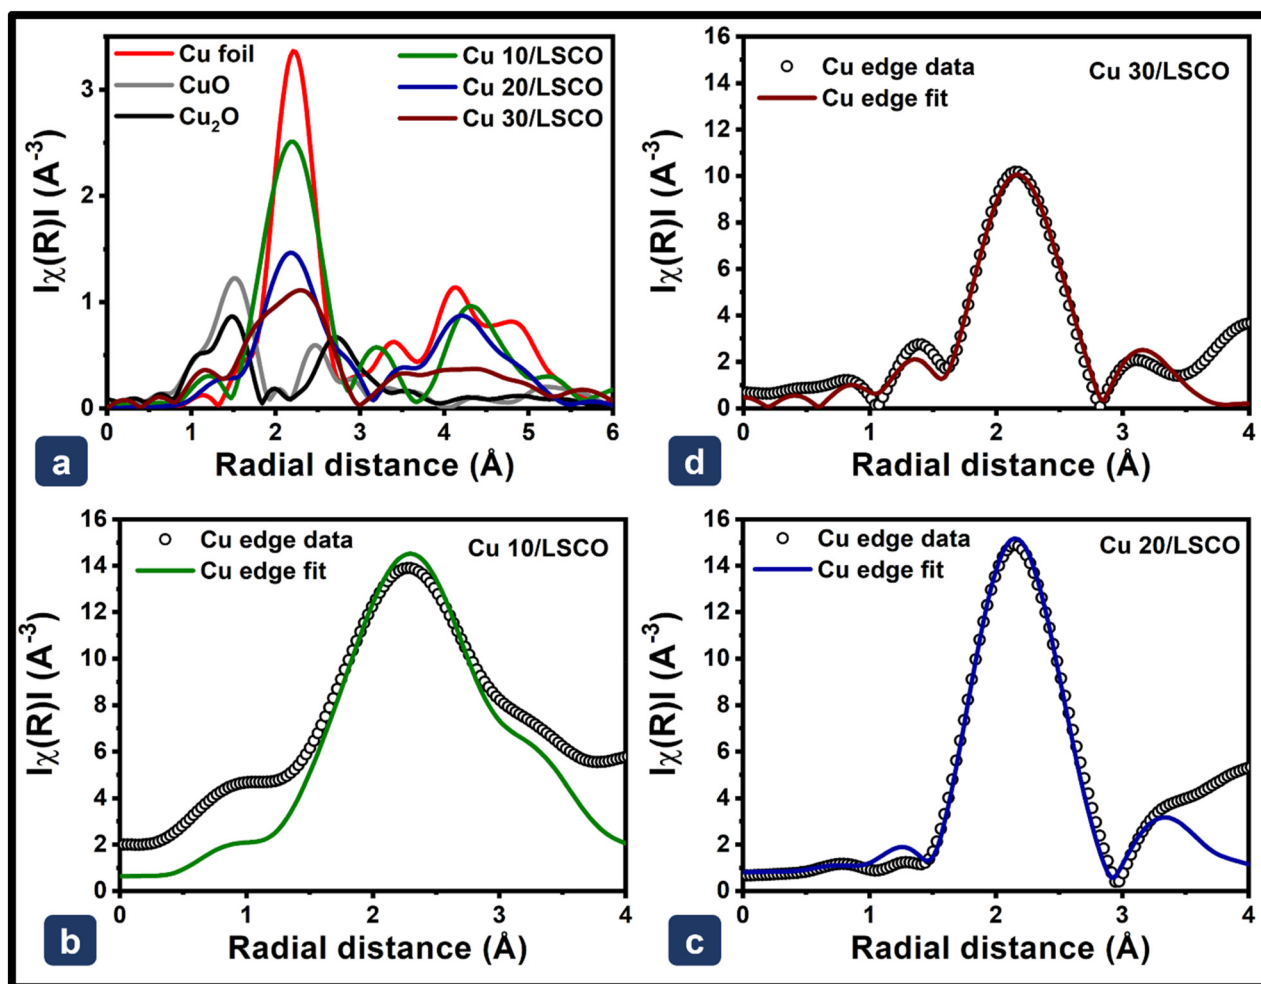 Cu foil
CuO
Cu₂O
Cu 10/LSCO
Cu 20/LSCO
Cu 30/LSCO
Iχ(R)I (A⁻³)
3
2
1
0
0 1 2 3 4 5 6
Radial distance (Å)
a
Cu edge data
Cu edge fit
Cu 30/LSCO
Iχ(R)I (A⁻³)
16
14
12
10
8
6
4
2
0
0 1 2 3 4
Radial distance (Å)
d
Cu edge data
Cu edge fit
Cu 10/LSCO
Iχ(R)I (A⁻³)
16
14
12
10
8
6
4
2
0
0 1 2 3 4
Radial distance (Å)
b
Cu edge data
Cu edge fit
Cu 20/LSCO
Iχ(R)I (A⁻³)
16
14
12
10
8
6
4
2
0
0 1 2 3 4
Radial distance (Å)
c